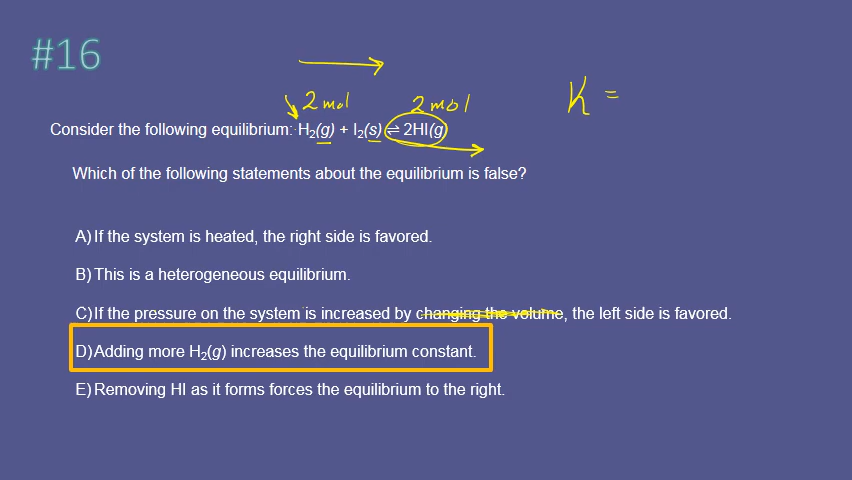 #16
2 mol 2 mol K =
Consider the following equilibrium: H₂(g) + I₂(s) ⇌ 2HI(g)
Which of the following statements about the equilibrium is false?
A) If the system is heated, the right side is favored.
B) This is a heterogeneous equilibrium.
C) If the pressure on the system is increased by changing the volume, the left side is favored.
D) Adding more H₂(g) increases the equilibrium constant.
E) Removing HI as it forms forces the equilibrium to the right.